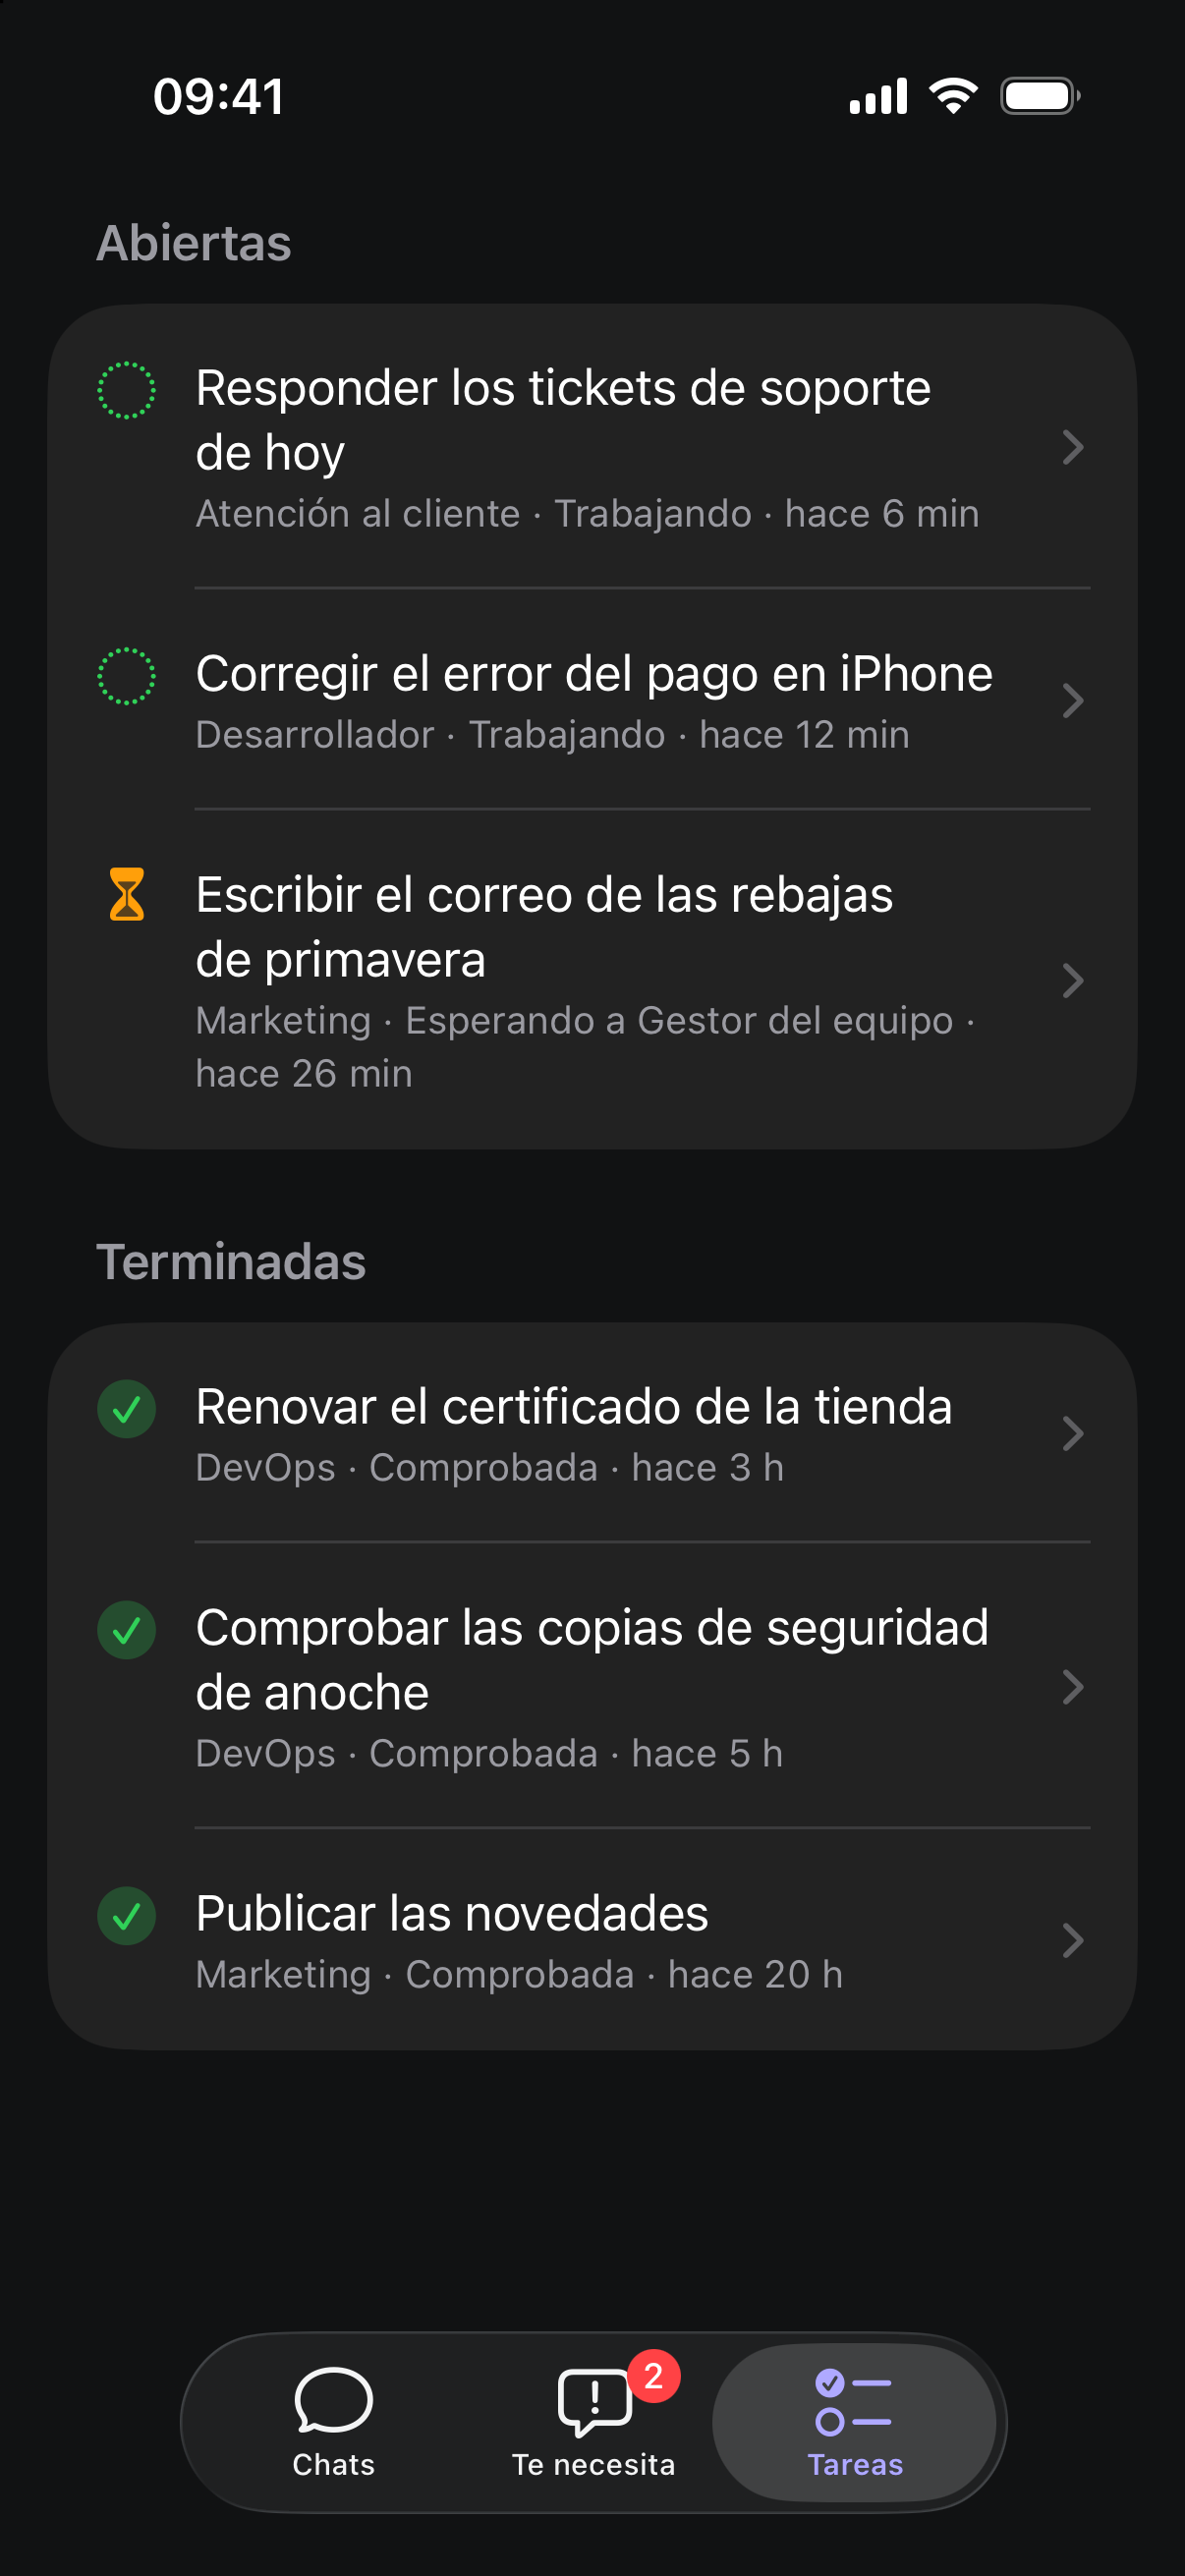 09:41
Abiertas
Responder los tickets de soporte
de hoy
Atención al cliente · Trabajando · hace 6 min
Corregir el error del pago en iPhone
Desarrollador · Trabajando · hace 12 min
Escribir el correo de las rebajas
de primavera
Marketing · Esperando a Gestor del equipo ·
hace 26 min
Terminadas
Renovar el certificado de la tienda
DevOps · Comprobada · hace 3 h
Comprobar las copias de seguridad
de anoche
DevOps · Comprobada · hace 5 h
Publicar las novedades
Marketing · Comprobada · hace 20 h
2
Chats
Te necesita
Tareas